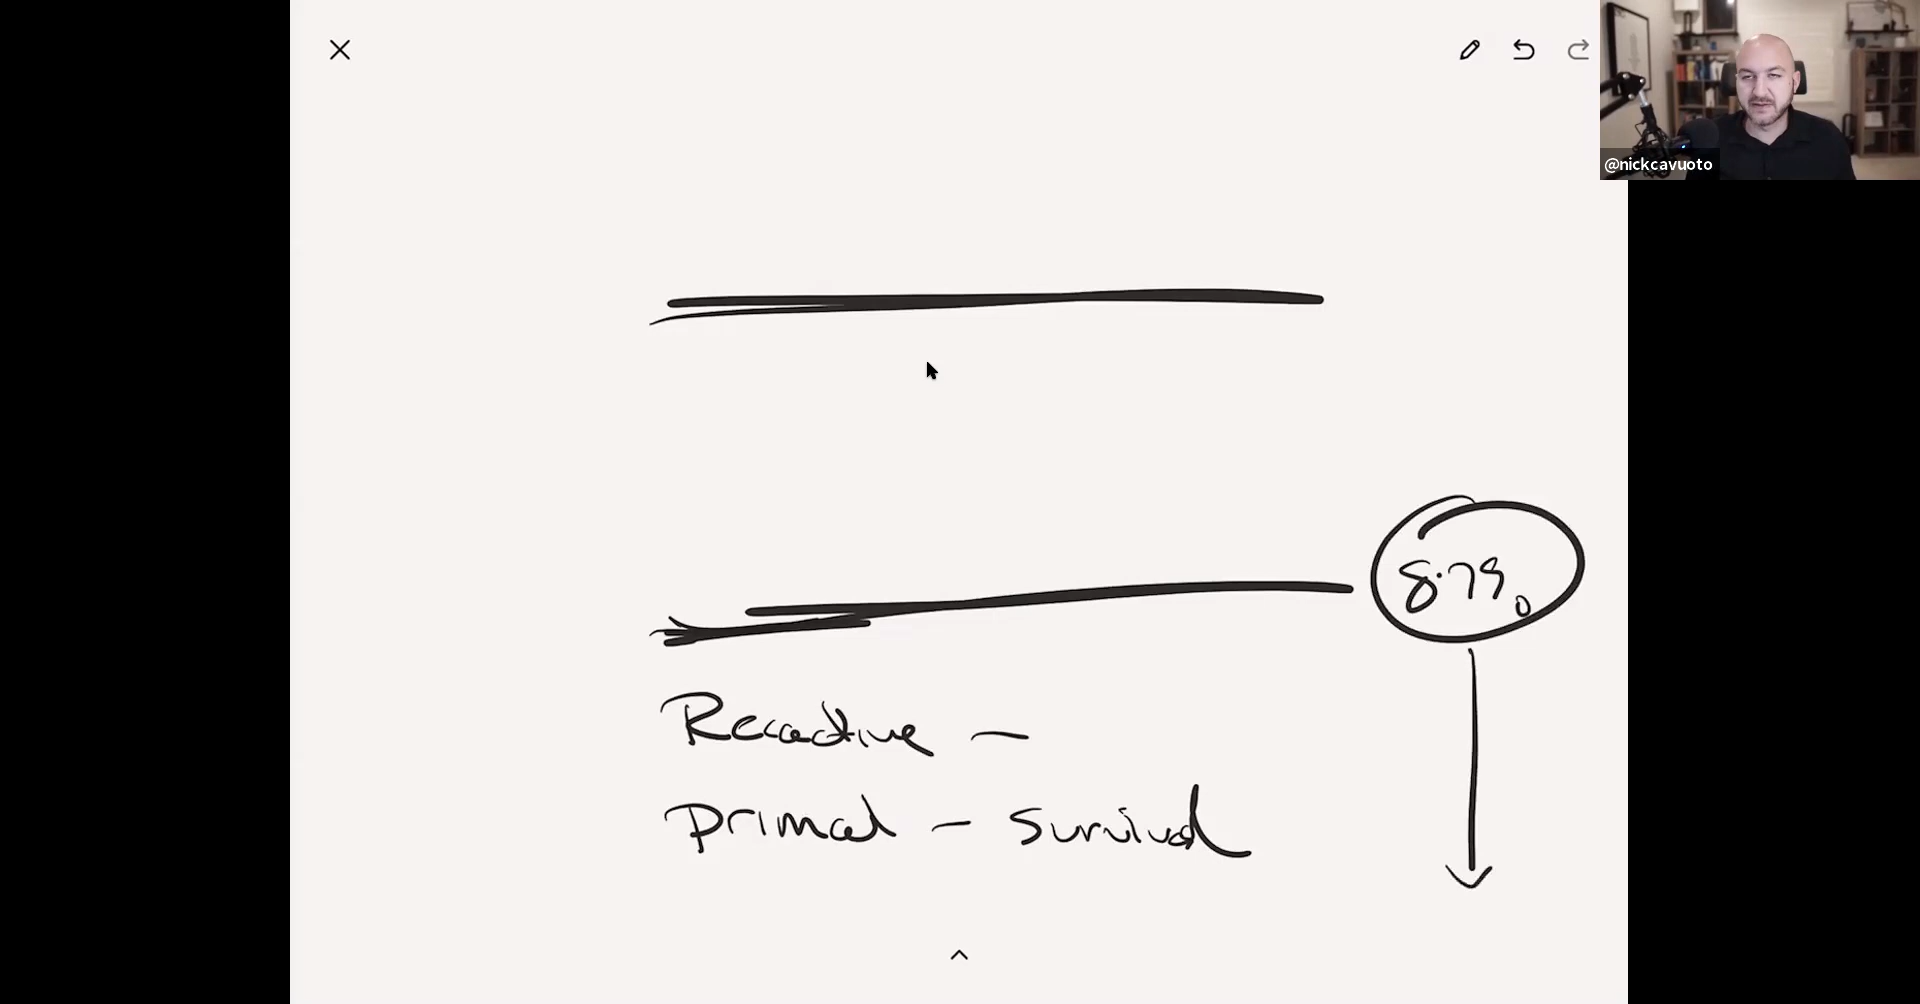 @nickcavuoto
8.79%
Reactive -
Primal - Survival